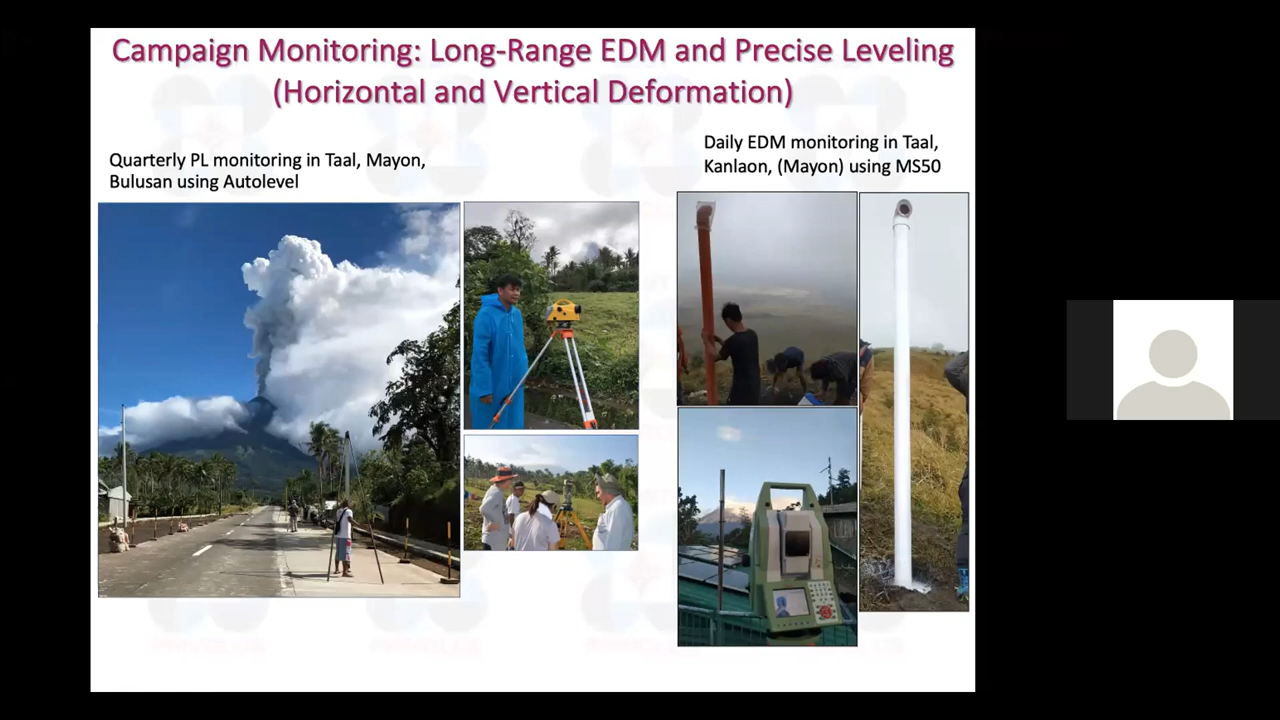 Campaign Monitoring: Long-Range EDM and Precise Leveling
(Horizontal and Vertical Deformation)
Quarterly PL monitoring in Taal, Mayon,
Bulusan using Autolevel
Daily EDM monitoring in Taal,
Kanlaon, (Mayon) using MS50